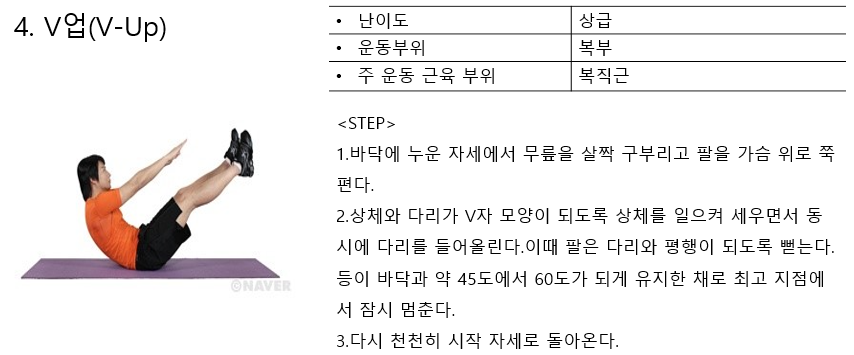 4. V업(V-Up)
• 난이도 상급
• 운동부위 복부
• 주 운동 근육 부위 복직근
<STEP>
1.바닥에 누운 자세에서 무릎을 살짝 구부리고 팔을 가슴 위로 쭉
편다.
2.상체와 다리가 V자 모양이 되도록 상체를 일으켜 세우면서 동
시에 다리를 들어올린다.이때 팔은 다리와 평행이 되도록 뻗는다.
등이 바닥과 약 45도에서 60도가 되게 유지한 채로 최고 지점에
서 잠시 멈춘다.
3.다시 천천히 시작 자세로 돌아온다.
©NAVER